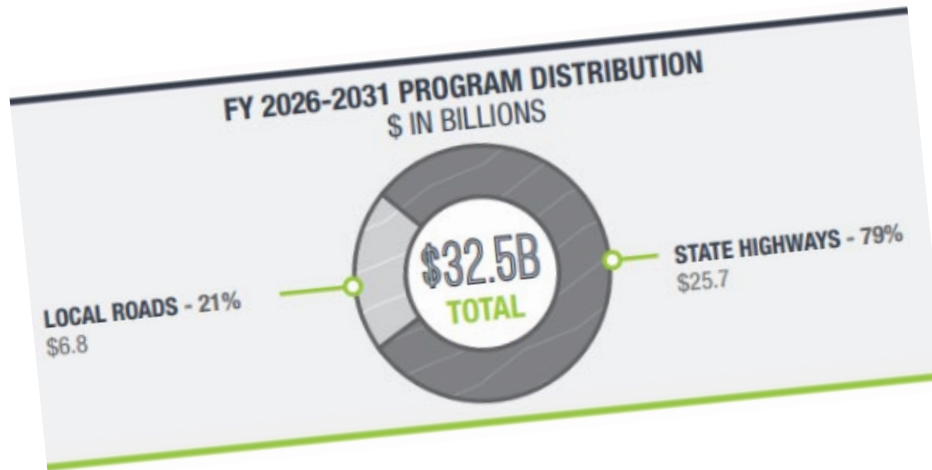 FY 2026-2031 PROGRAM DISTRIBUTION
$ IN BILLIONS
$32.5B
TOTAL
STATE HIGHWAYS - 79%
$25.7
LOCAL ROADS - 21%
$6.8